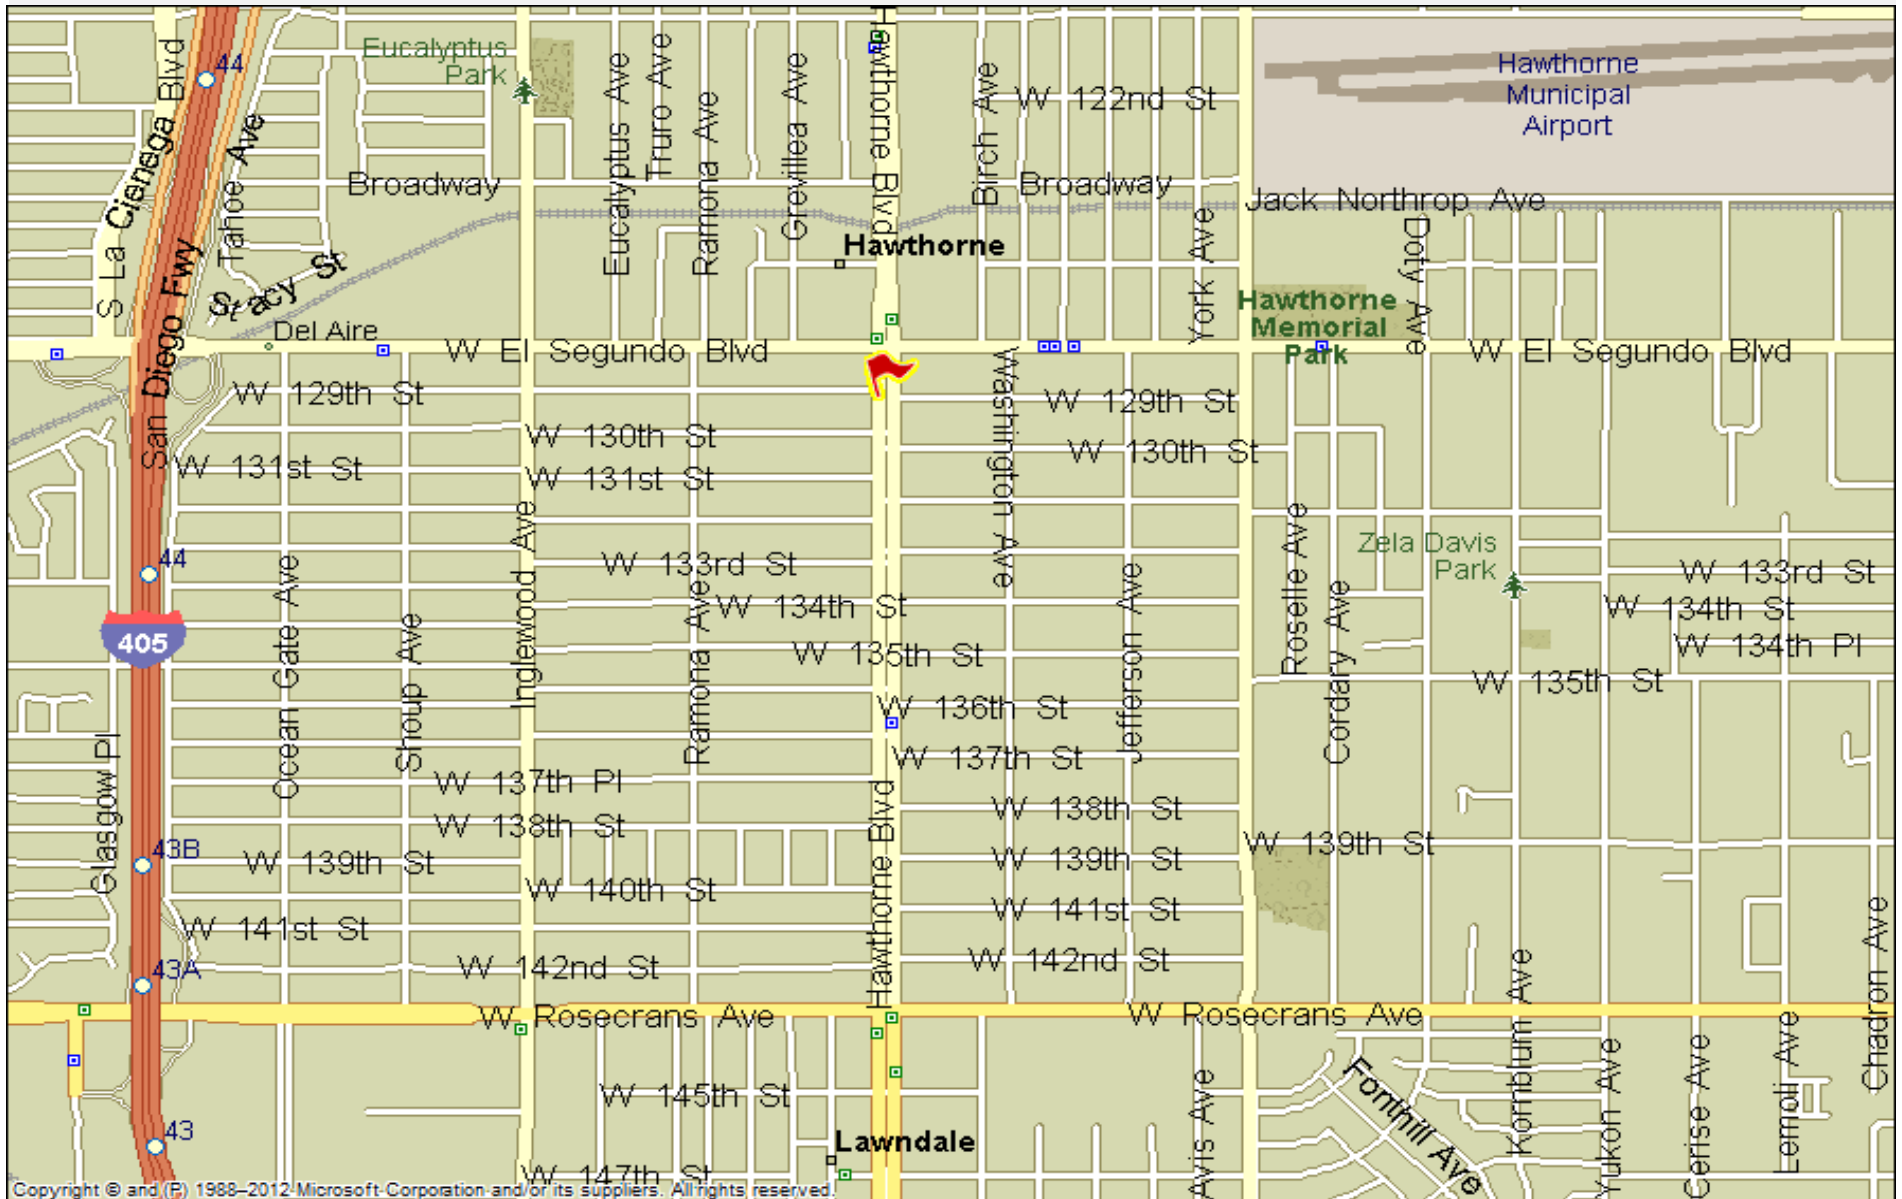 44
Eucalyptus
Park
Hawthorne
Municipal
Airport
S La Cienega Blvd
Tahoe Ave
Eucalyptus Ave
Truro Ave
Ramona Ave
Grevillea Ave
Hawthorne Blvd
Birch Ave
W 122nd St
Broadway
Broadway
Jack Northrop Ave
York Ave
Doty Ave
Hawthorne
Stacy St
San Diego Fwy
Hawthorne
Memorial
Park
Del Aire
W El Segundo Blvd
W El Segundo Blvd
W 129th St
W 129th St
Washington Ave
W 130th St
W 130th St
W 131st St
W 131st St
Inglewood Ave
Roselle Ave
Zela Davis
Park
44
W 133rd St
W 133rd St
Ocean Gate Ave
Shoup Ave
Ramona Ave
Jefferson Ave
Cordary Ave
W 134th St
W 134th St
405
W 134th Pl
W 135th St
W 135th St
W 136th St
W 137th St
Glasgow Pl
W 137th Pl
Hawthorne Blvd
W 138th St
W 138th St
43B
W 139th St
W 139th St
W 139th St
W 140th St
W 141st St
W 141st St
Chadron Ave
43A
W 142nd St
W 142nd St
Kornblum Ave
W Rosecrans Ave
W Rosecrans Ave
Lemoli Ave
Cerise Ave
Yukon Ave
Avis Ave
Fonthill Ave
W 145th St
43
Lawndale
W 147th St
Copyright © and (P) 1988–2012 Microsoft Corporation and/or its suppliers. All rights reserved.